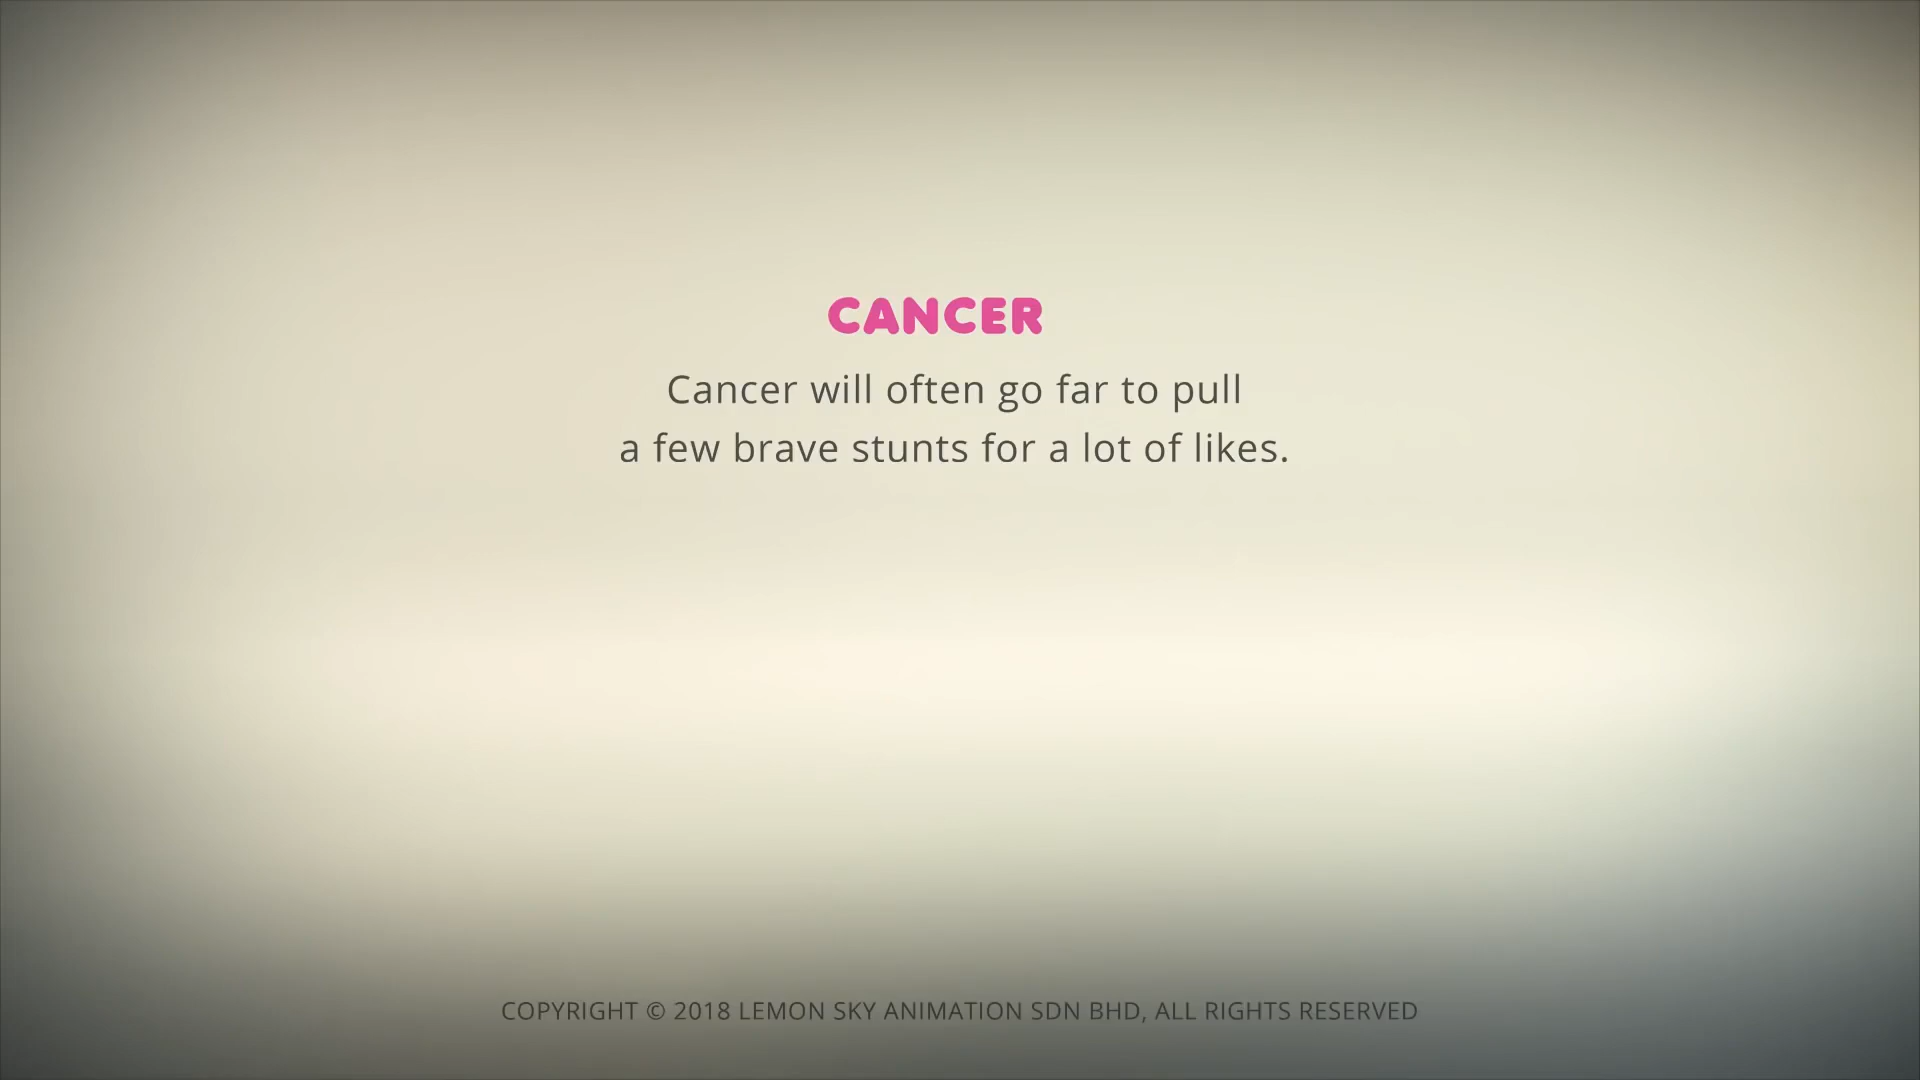 CANCER
Cancer will often go far to pull
a few brave stunts for a lot of likes.
COPYRIGHT © 2018 LEMON SKY ANIMATION SDN BHD, ALL RIGHTS RESERVED